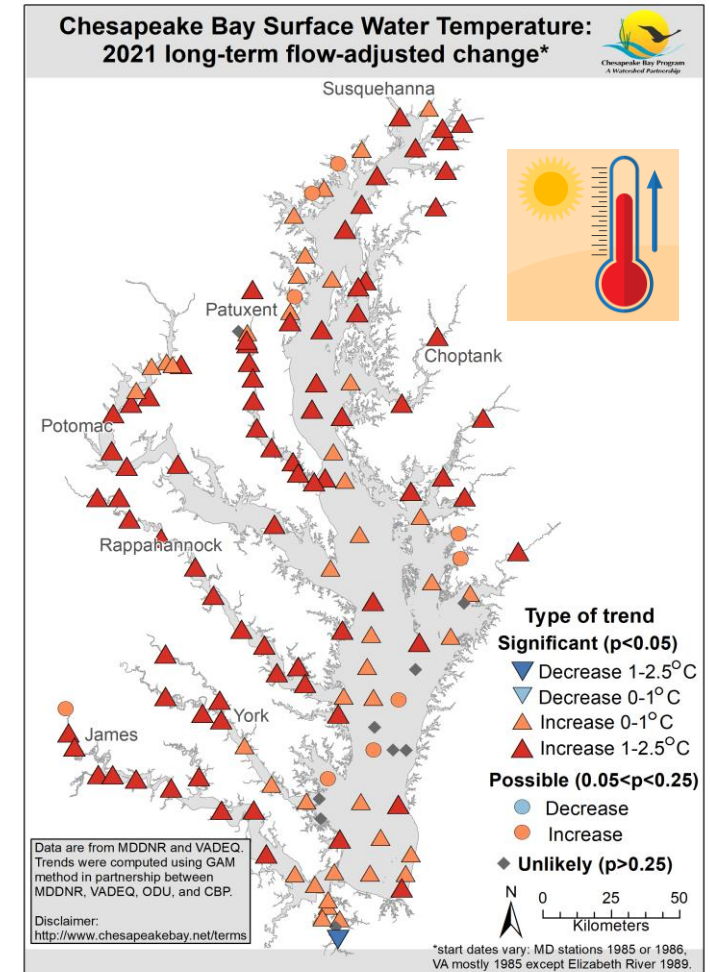 Chesapeake Bay Surface Water Temperature:
2021 long-term flow-adjusted change*
Chesapeake Bay Program
A Watershed Partnership
Susquehanna
Patuxent
Choptank
Potomac
Rappahannock
York
James
Type of trend
Significant (p<0.05)
Decrease 1-2.5°C
Decrease 0-1°C
Increase 0-1°C
Increase 1-2.5°C
Possible (0.05<p<0.25)
Decrease
Increase
Unlikely (p>0.25)
N
0 25 50
Kilometers
Data are from MDDNR and VADEQ.
Trends were computed using GAM
method in partnership between
MDDNR, VADEQ, ODU, and CBP.
Disclaimer:
http://www.chesapeakebay.net/terms
*start dates vary: MD stations 1985 or 1986,
VA mostly 1985 except Elizabeth River 1989.